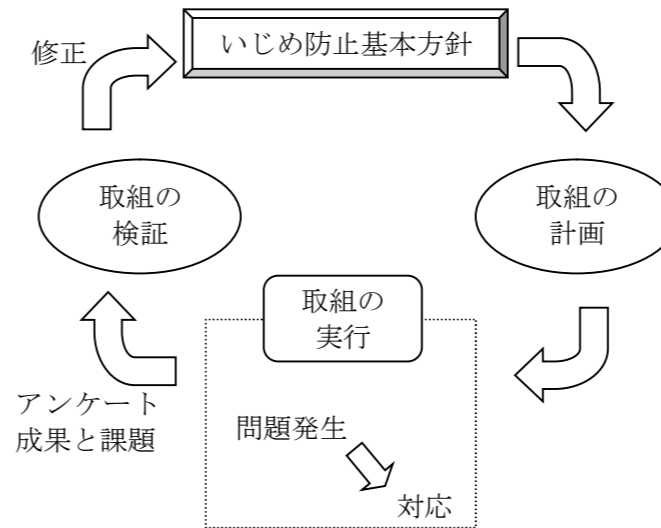 修正
いじめ防止基本方針
取組の
検証
取組の
計画
取組の
実行
アンケート
成果と課題
問題発生
対応